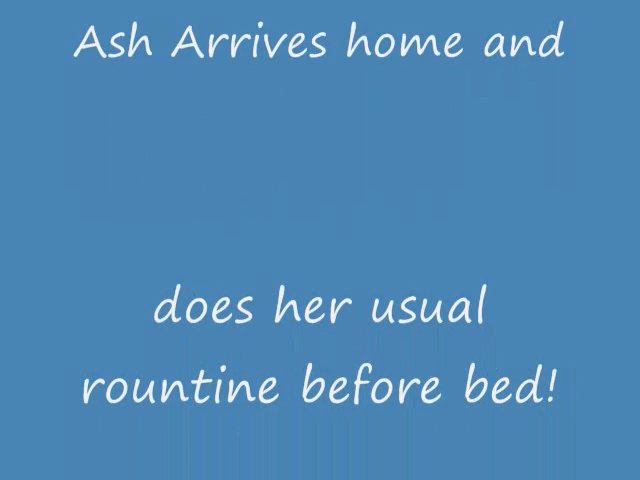 Ash Arrives home and
does her usual
rountine before bed!